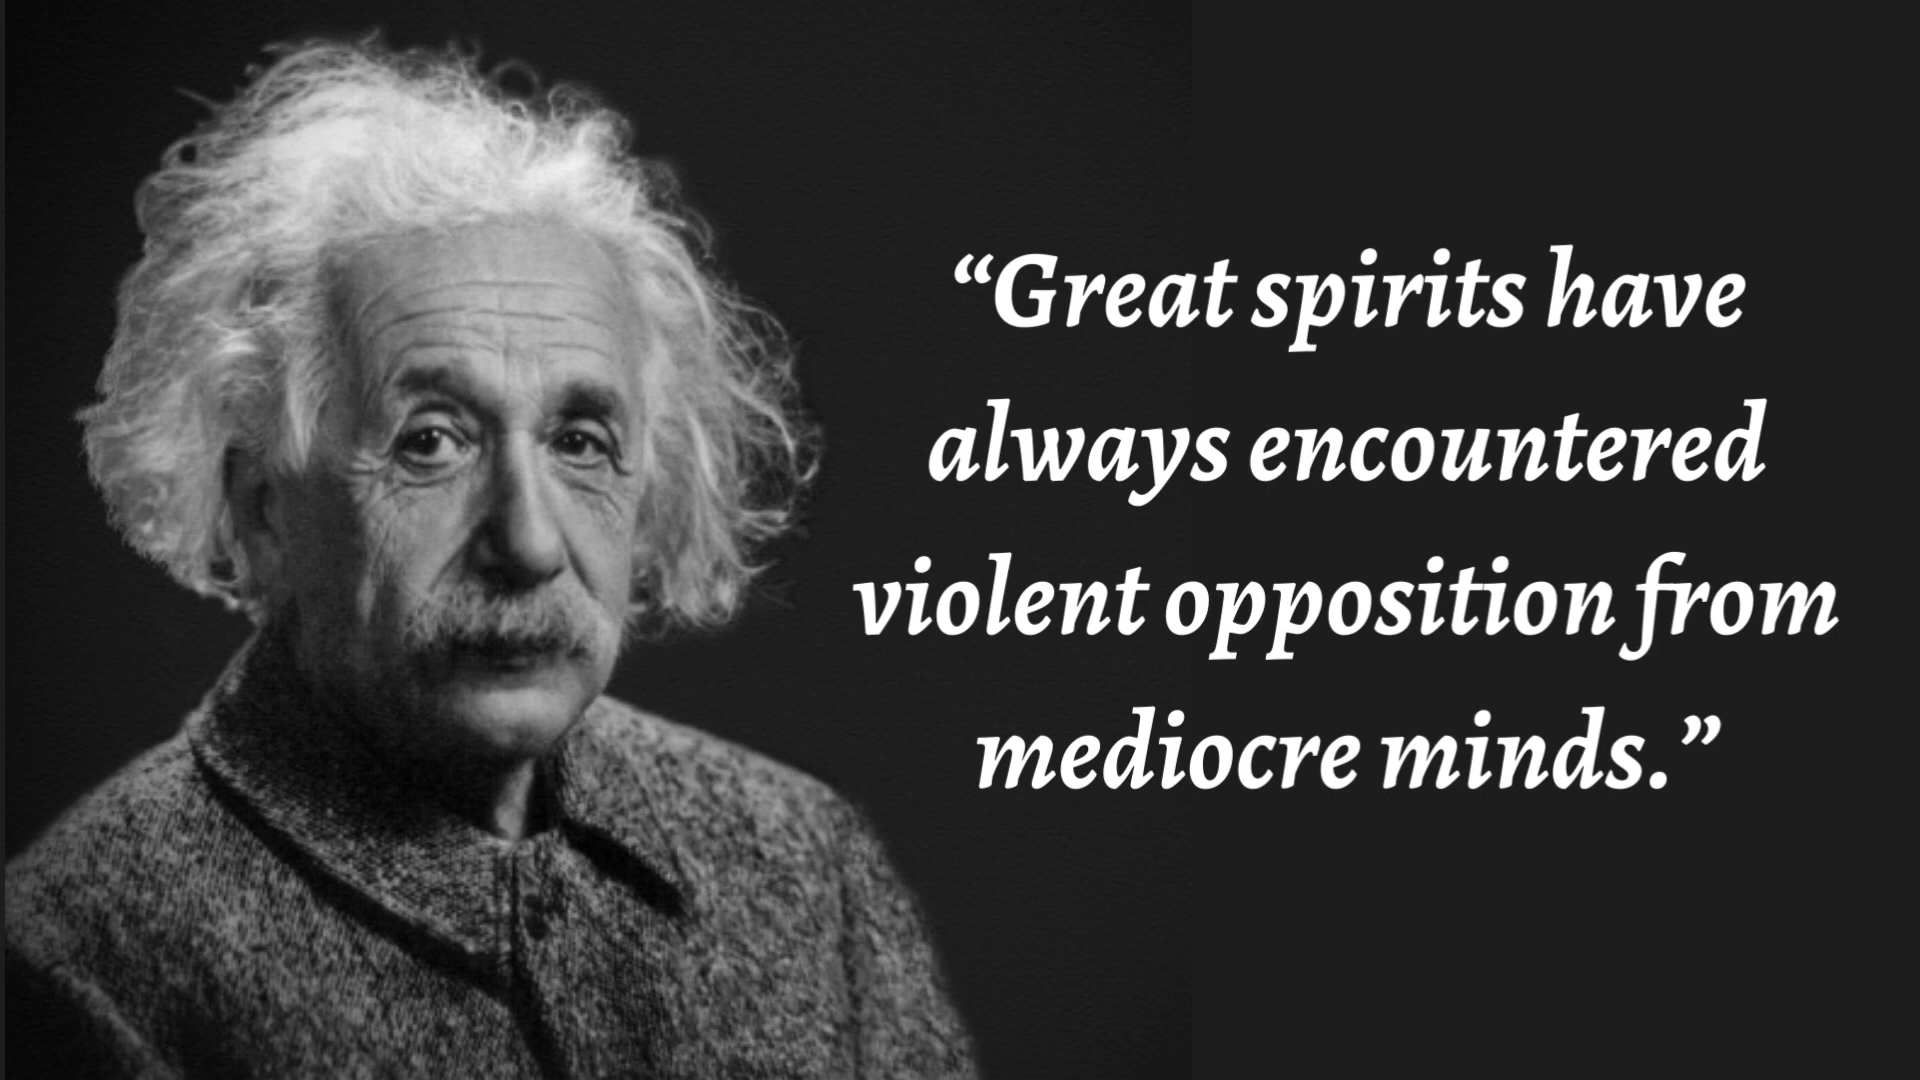 “Great spirits have
always encountered
violent opposition from
mediocre minds.”